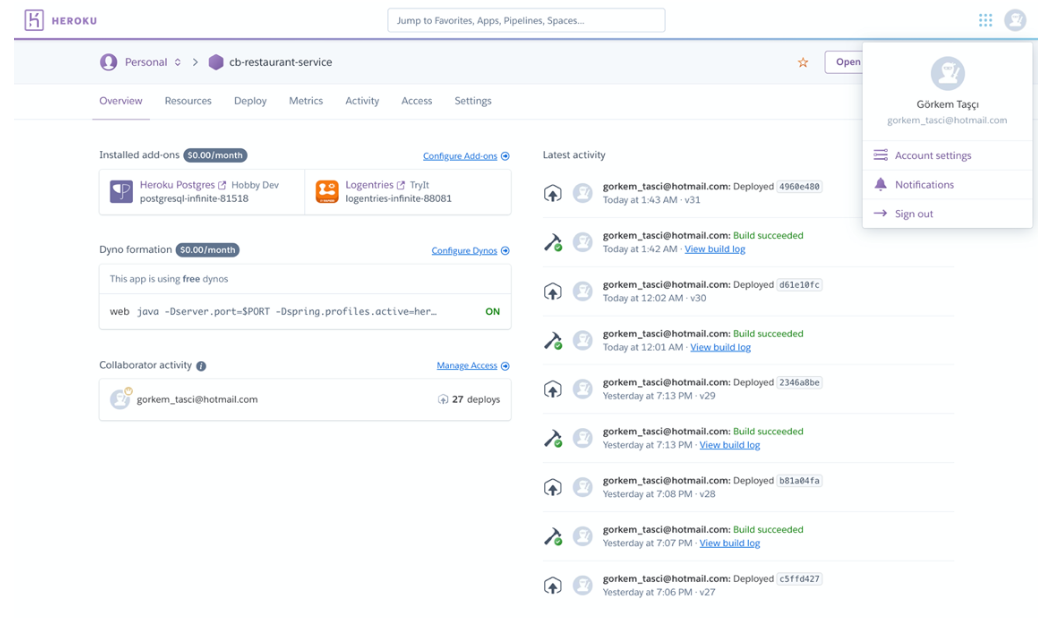 HEROKU
Jump to Favorites, Apps, Pipelines, Spaces...
Personal > cb-restaurant-service
Open
Görkem Taşçı
gorkem_tasci@hotmail.com
Account settings
Notifications
Sign out
Overview Resources Deploy Metrics Activity Access Settings
Installed add-ons $0.00/month Configure Add-ons
Heroku Postgres Hobby Dev
postgresql-infinite-81518
Logentries TryIt
logentries-infinite-88081
Dyno formation $0.00/month Configure Dynos
This app is using free dynos
web java -Dserver.port=$PORT -Dspring.profiles.active=her… ON
Collaborator activity Manage Access
gorkem_tasci@hotmail.com 27 deploys
Latest activity
gorkem_tasci@hotmail.com: Deployed 4960e480
Today at 1:43 AM · v31
gorkem_tasci@hotmail.com: Build succeeded
Today at 1:42 AM · View build log
gorkem_tasci@hotmail.com: Deployed d61e10fc
Today at 12:02 AM · v30
gorkem_tasci@hotmail.com: Build succeeded
Today at 12:01 AM · View build log
gorkem_tasci@hotmail.com: Deployed 2346a8be
Yesterday at 7:13 PM · v29
gorkem_tasci@hotmail.com: Build succeeded
Yesterday at 7:13 PM · View build log
gorkem_tasci@hotmail.com: Deployed b81a04fa
Yesterday at 7:08 PM · v28
gorkem_tasci@hotmail.com: Build succeeded
Yesterday at 7:07 PM · View build log
gorkem_tasci@hotmail.com: Deployed c5ffd427
Yesterday at 7:06 PM · v27